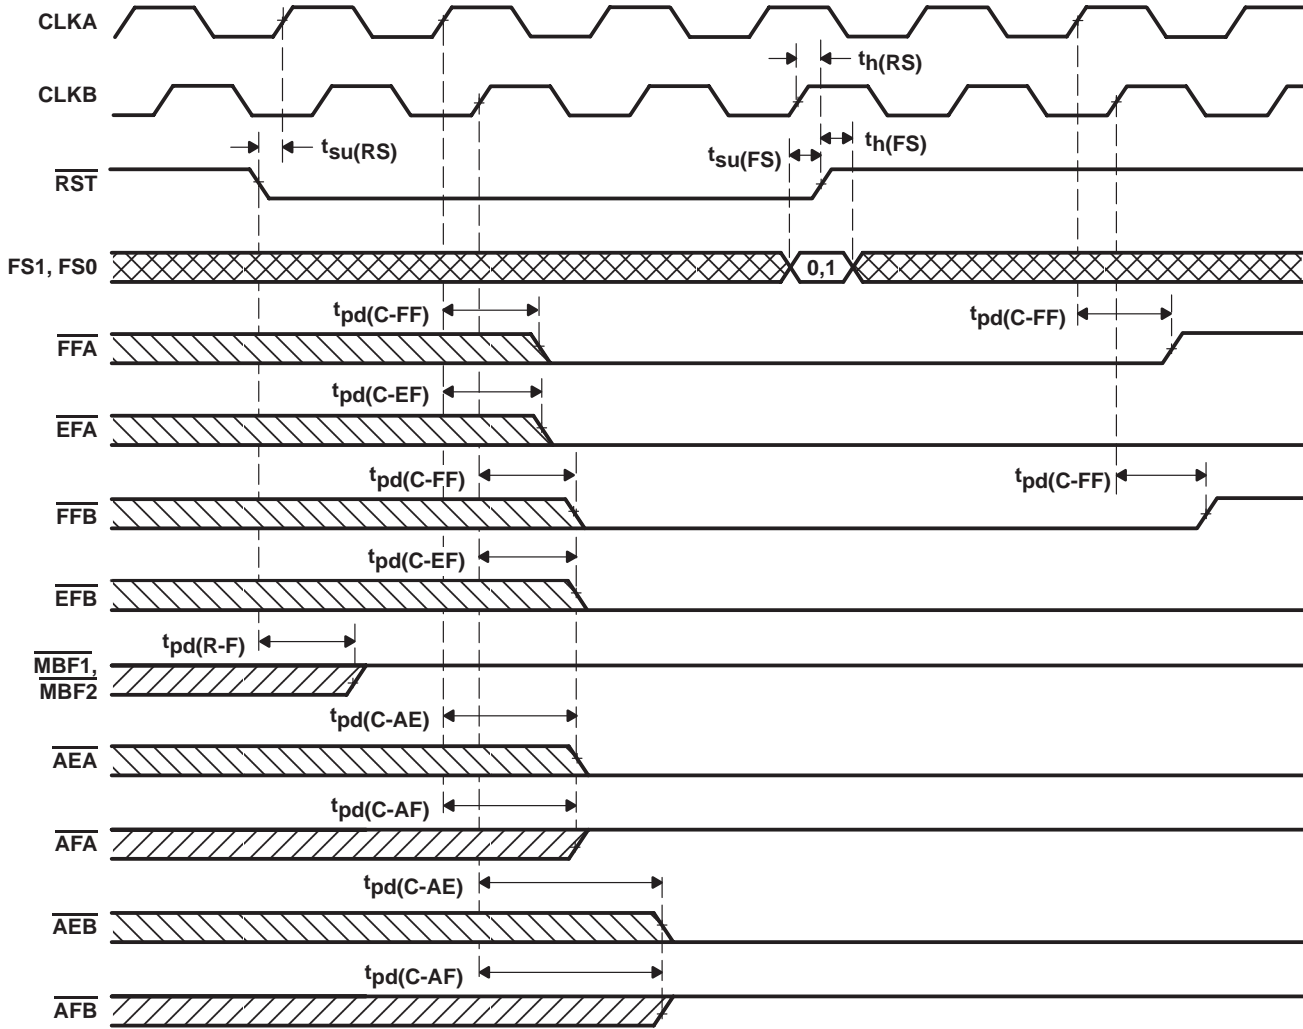 CLKA
th(RS)
CLKB
tsu(RS)
tsu(FS)
th(FS)
RST
FS1, FS0
0,1
tpd(C-FF)
tpd(C-FF)
FFA
tpd(C-EF)
EFA
tpd(C-FF)
tpd(C-FF)
FFB
tpd(C-EF)
EFB
tpd(R-F)
MBF1,
MBF2
tpd(C-AE)
AEA
tpd(C-AF)
AFA
tpd(C-AE)
AEB
tpd(C-AF)
AFB